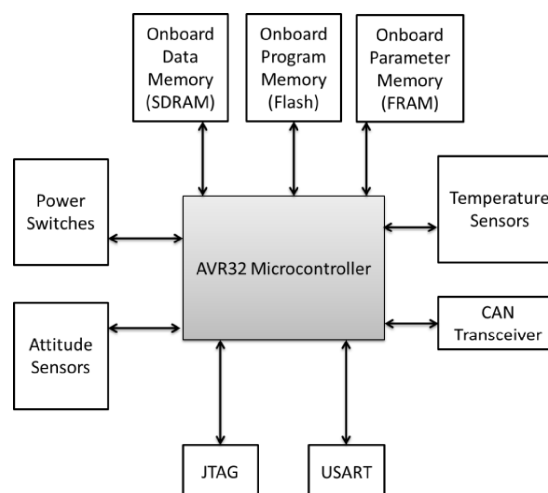 Onboard
Data
Memory
(SDRAM)
Onboard
Program
Memory
(Flash)
Onboard
Parameter
Memory
(FRAM)
Power
Switches
Temperature
Sensors
AVR32 Microcontroller
Attitude
Sensors
CAN
Transceiver
JTAG
USART